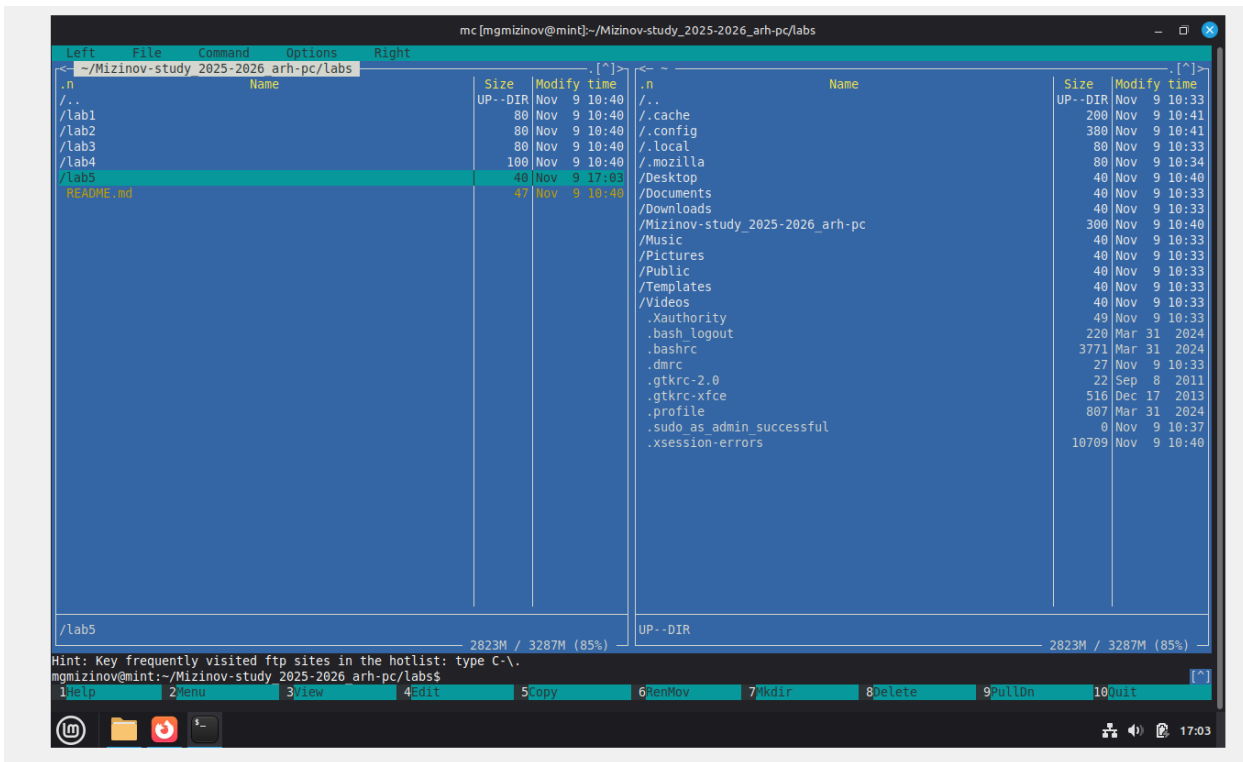 mc [mgmizinov@mint]:~/Mizinov-study_2025-2026_arh-pc/labs
Left File Command Options Right
<─ ~/Mizinov-study_2025-2026_arh-pc/labs .[^]>
.n Name Size Modify time
/.. UP--DIR Nov 9 10:40
/lab1 80 Nov 9 10:40
/lab2 80 Nov 9 10:40
/lab3 80 Nov 9 10:40
/lab4 100 Nov 9 10:40
/lab5 40 Nov 9 17:03
README.md 47 Nov 9 10:40
/lab5
2823M / 3287M (85%)
<─ ~ .[^]>
.n Name Size Modify time
/.. UP--DIR Nov 9 10:33
/.cache 200 Nov 9 10:41
/.config 380 Nov 9 10:41
/.local 80 Nov 9 10:33
/.mozilla 80 Nov 9 10:34
/Desktop 40 Nov 9 10:40
/Documents 40 Nov 9 10:33
/Downloads 40 Nov 9 10:33
/Mizinov-study_2025-2026_arh-pc 300 Nov 9 10:40
/Music 40 Nov 9 10:33
/Pictures 40 Nov 9 10:33
/Public 40 Nov 9 10:33
/Templates 40 Nov 9 10:33
/Videos 40 Nov 9 10:33
.Xauthority 49 Nov 9 10:33
.bash_logout 220 Mar 31 2024
.bashrc 3771 Mar 31 2024
.dmrc 27 Nov 9 10:33
.gtkrc-2.0 22 Sep 8 2011
.gtkrc-xfce 516 Dec 17 2013
.profile 807 Mar 31 2024
.sudo_as_admin_successful 0 Nov 9 10:37
.xsession-errors 10709 Nov 9 10:40
UP--DIR
2823M / 3287M (85%)
Hint: Key frequently visited ftp sites in the hotlist: type C-\.
mgmizinov@mint:~/Mizinov-study_2025-2026_arh-pc/labs$ [^]
1Help 2Menu 3View 4Edit 5Copy 6RenMov 7Mkdir 8Delete 9PullDn 10Quit
17:03